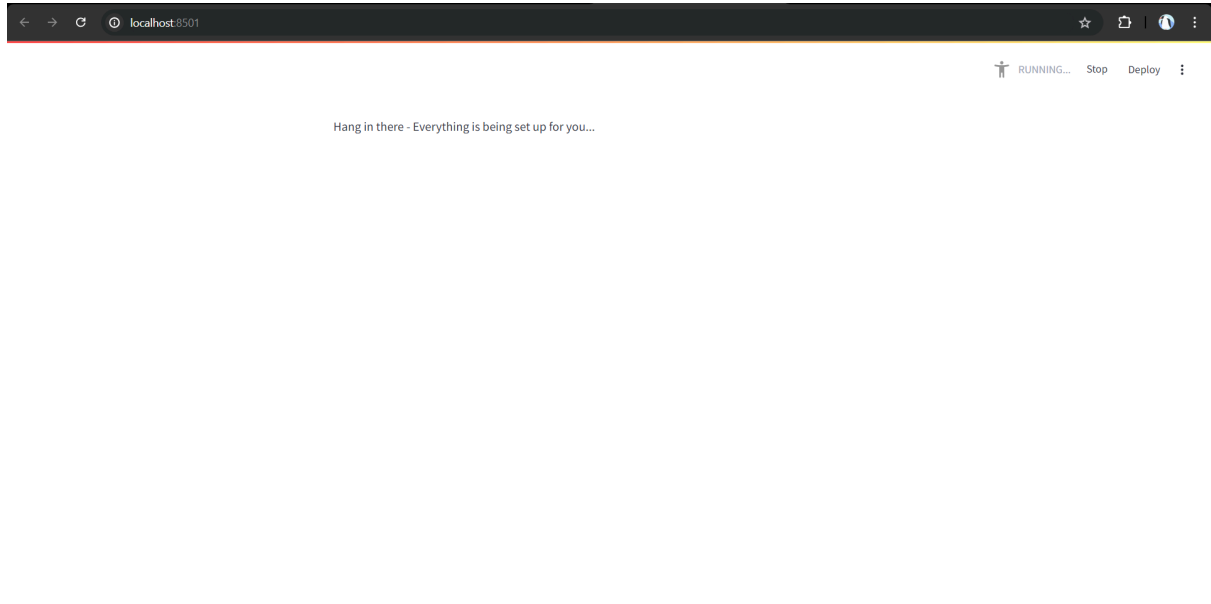 localhost:8501
RUNNING... Stop Deploy
Hang in there - Everything is being set up for you...